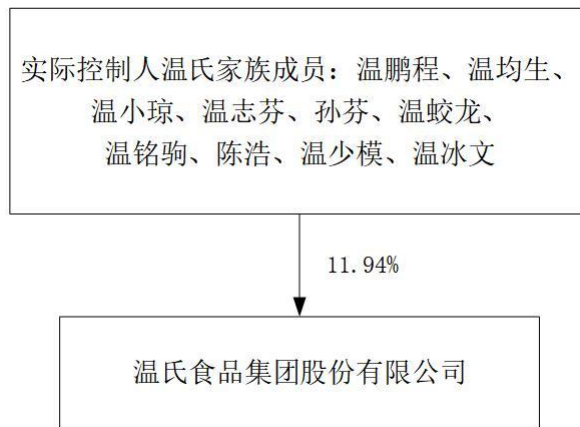 实际控制人温氏家族成员：温鹏程、温均生、
温小琼、温志芬、孙芬、温蛟龙、
温铭驹、陈浩、温少模、温冰文
11.94%
温氏食品集团股份有限公司